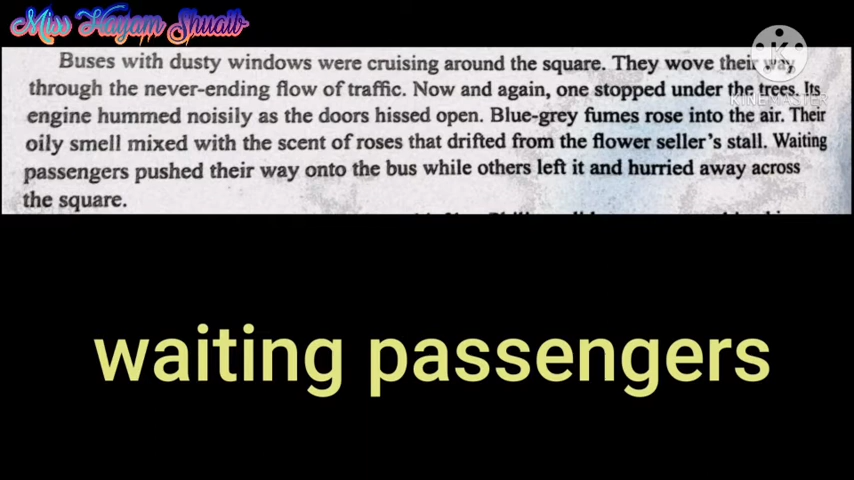 Miss Hayam Shuaib
Buses with dusty windows were cruising around the square. They wove their way
through the never-ending flow of traffic. Now and again, one stopped under the trees. Its
engine hummed noisily as the doors hissed open. Blue-grey fumes rose into the air. Their
oily smell mixed with the scent of roses that drifted from the flower seller's stall. Waiting
passengers pushed their way onto the bus while others left it and hurried away across
the square.
KINEMASTER
waiting passengers